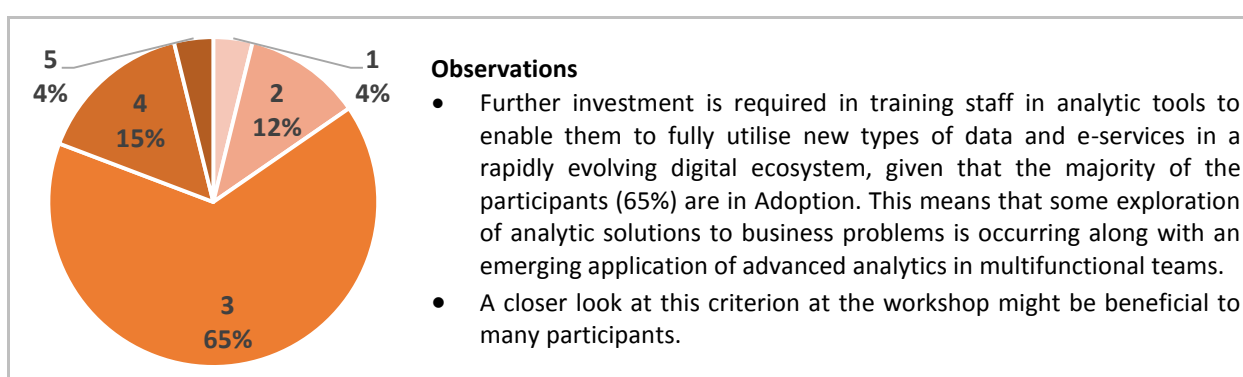 5
4%
4
15%
2
12%
1
4%
3
65%
Observations
• Further investment is required in training staff in analytic tools to
enable them to fully utilise new types of data and e-services in a
rapidly evolving digital ecosystem, given that the majority of the
participants (65%) are in Adoption. This means that some exploration
of analytic solutions to business problems is occurring along with an
emerging application of advanced analytics in multifunctional teams.
• A closer look at this criterion at the workshop might be beneficial to
many participants.